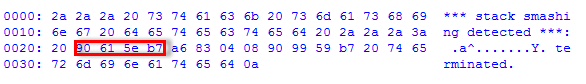 0000: 2a 2a 2a 20 73 74 61 63 6b 20 73 6d 61 73 68 69 *** stack smashi
0010: 6e 67 20 64 65 74 65 63 74 65 64 20 2a 2a 2a 3a ng detected ***:
0020: 20 90 61 5e b7 a6 83 04 08 90 99 59 b7 20 74 65 .a^.......Y. te
0030: 72 6d 69 6e 61 74 65 64 0a rminated.